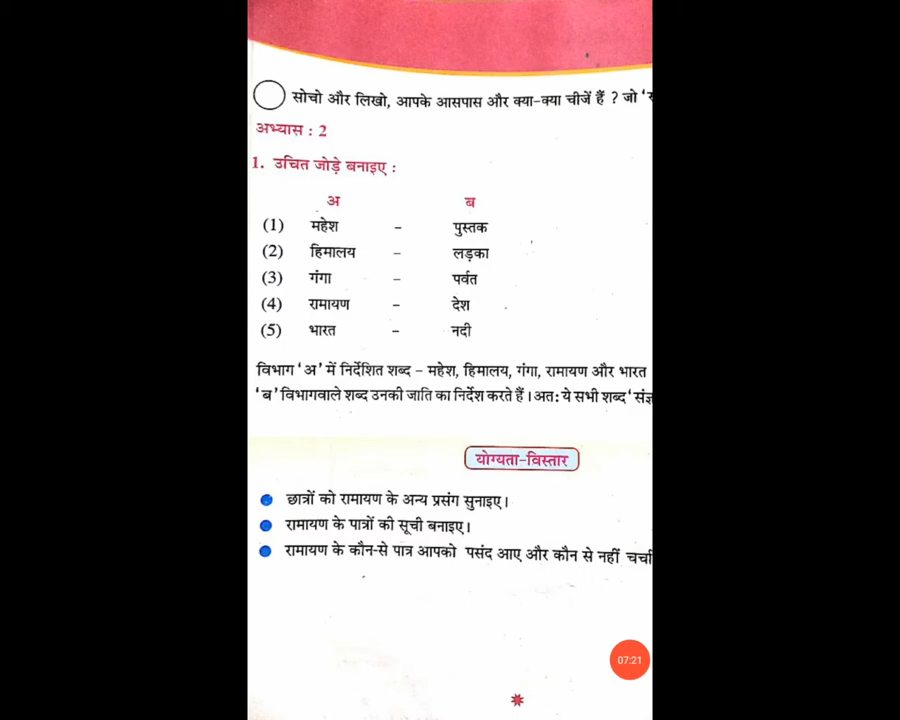 सोचो और लिखो, आपके आसपास और क्या-क्या चीजें हैं ? जो
अभ्यास : 2
1. उचित जोड़े बनाइए :
अ ब
(1) महेश - पुस्तक
(2) हिमालय - लड़का
(3) गंगा - पर्वत
(4) रामायण - देश
(5) भारत - नदी
विभाग 'अ' में निर्देशित शब्द - महेश, हिमालय, गंगा, रामायण और भारत
'ब' विभागवाले शब्द उनकी जाति का निर्देश करते हैं । अतः ये सभी शब्द
योग्यता-विस्तार
छात्रों को रामायण के अन्य प्रसंग सुनाइए।
रामायण के पात्रों की सूची बनाइए।
रामायण के कौन-से पात्र आपको पसंद आए और कौन से नहीं
07:21